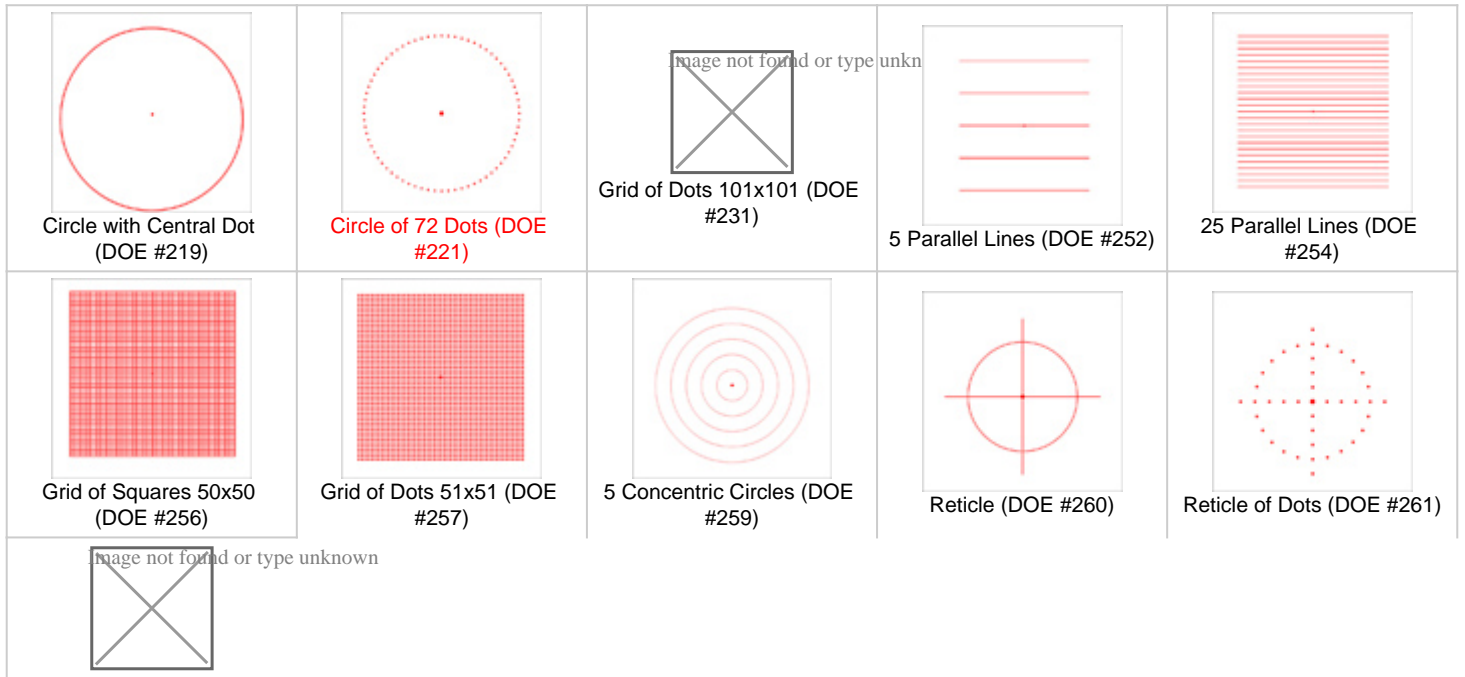 Circle with Central Dot
(DOE #219)
Circle of 72 Dots (DOE
#221)
Image not found or type unkn
Grid of Dots 101x101 (DOE
#231)
5 Parallel Lines (DOE #252)
25 Parallel Lines (DOE
#254)
Grid of Squares 50x50
(DOE #256)
Grid of Dots 51x51 (DOE
#257)
5 Concentric Circles (DOE
#259)
Reticle (DOE #260)
Reticle of Dots (DOE #261)
Image not found or type unknown